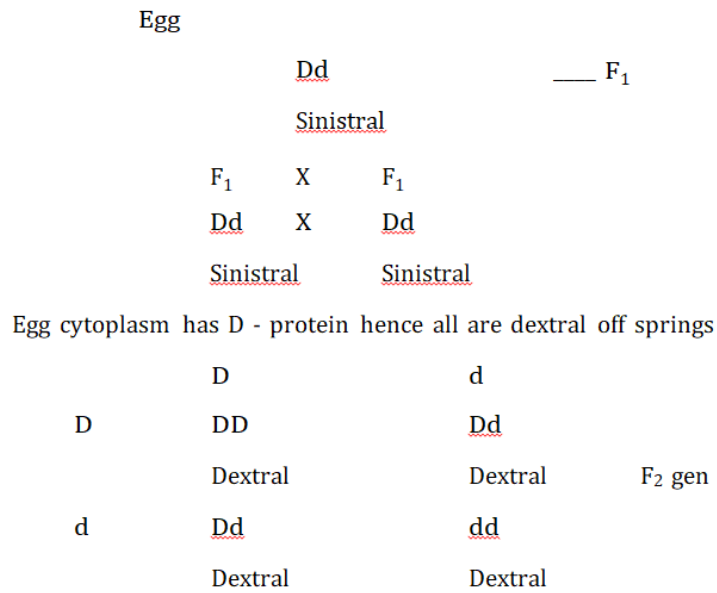 Egg
Dd ____ F₁
Sinistral
F₁ X F₁
Dd X Dd
Sinistral Sinistral
Egg cytoplasm has D - protein hence all are dextral off springs
D d
D DD Dd
Dextral Dextral F₂ gen
d Dd dd
Dextral Dextral